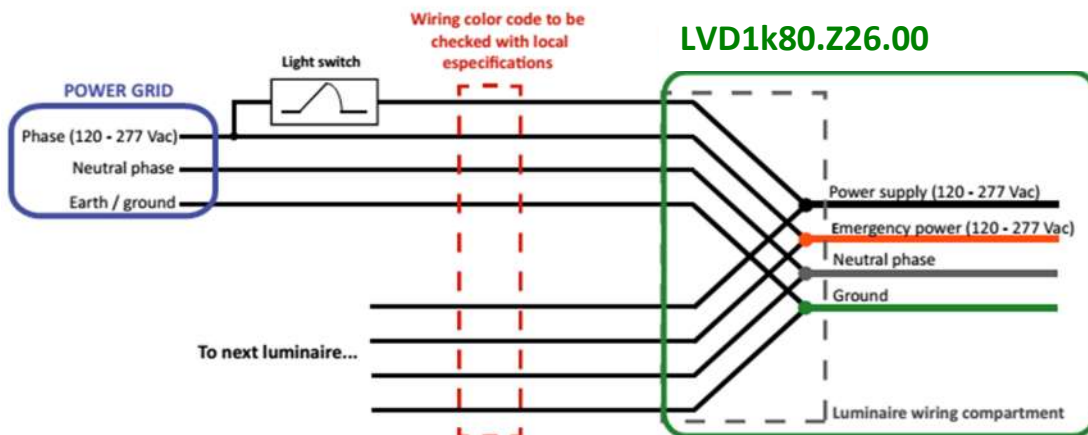 Wiring color code to be
checked with local
especifications
LVD1k80.Z26.00
Light switch
POWER GRID
Phase (120 - 277 Vac)
Neutral phase
Earth / ground
Power supply (120 - 277 Vac)
Emergency power (120 - 277 Vac)
Neutral phase
Ground
To next luminaire...
Luminaire wiring compartment